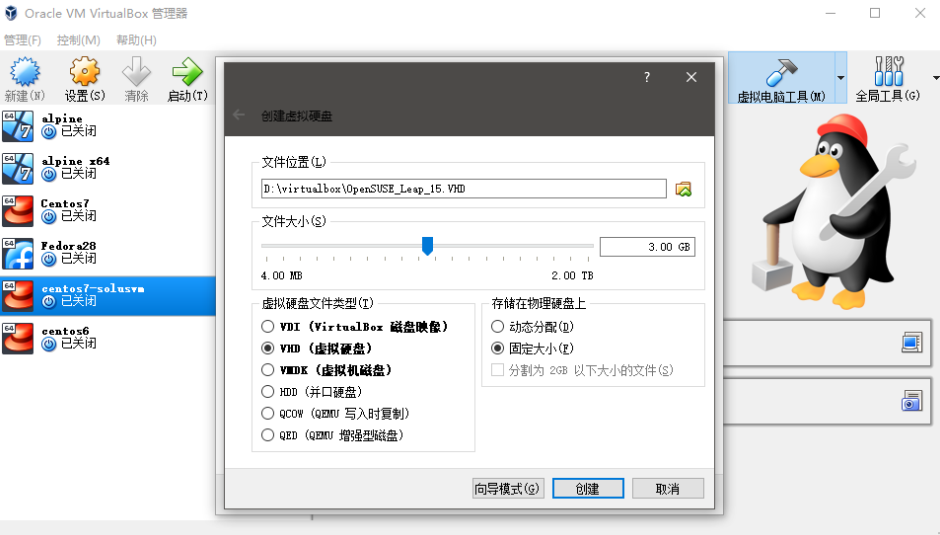 Oracle VM VirtualBox 管理器
管理(F) 控制(M) 帮助(H)
新建(N) 设置(S) 清除 启动(T)
虚拟电脑工具(M) 全局工具(G)
64
alpine
已关闭
64
alpine x64
已关闭
64
Centos7
已关闭
64
Fedora28
已关闭
64
centos7-solusvm
已关闭
64
centos6
已关闭
?
创建虚拟硬盘
文件位置(L)
D:\virtualbox\OpenSUSE_Leap_15.VHD
文件大小(S)
3.00 GB
4.00 MB 2.00 TB
虚拟硬盘文件类型(T)
VDI (VirtualBox 磁盘映像)
VHD (虚拟硬盘)
VMDK (虚拟机磁盘)
HDD (并口硬盘)
QCOW (QEMU 写入时复制)
QED (QEMU 增强型磁盘)
存储在物理硬盘上
动态分配(D)
固定大小(F)
分割为 2GB 以下大小的文件(S)
向导模式(G) 创建 取消